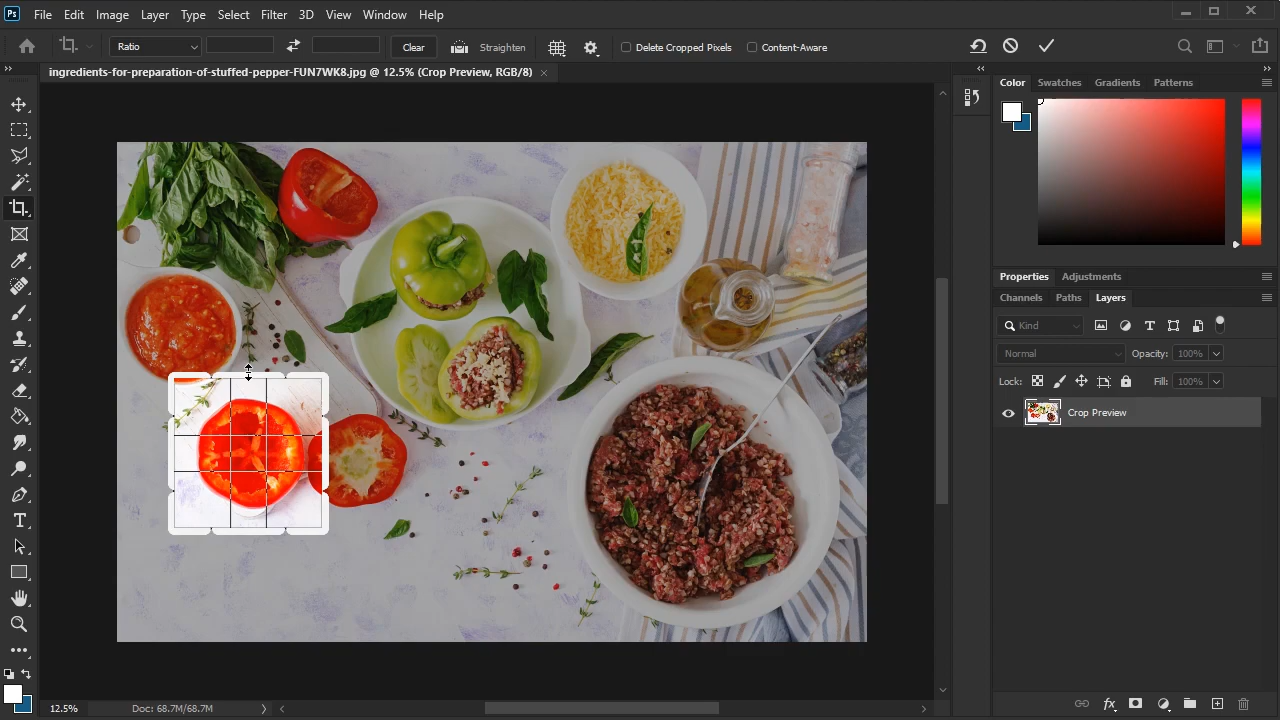 Ps File Edit Image Layer Type Select Filter 3D View Window Help
Ratio Clear Straighten Delete Cropped Pixels Content-Aware
ingredients-for-preparation-of-stuffed-pepper-FUN7WK8.jpg @ 12.5% (Crop Preview, RGB/8)
Color Swatches Gradients Patterns
Properties Adjustments
Channels Paths Layers
Kind
Normal Opacity: 100%
Lock: Fill: 100%
Crop Preview
12.5% Doc: 68.7M/68.7M